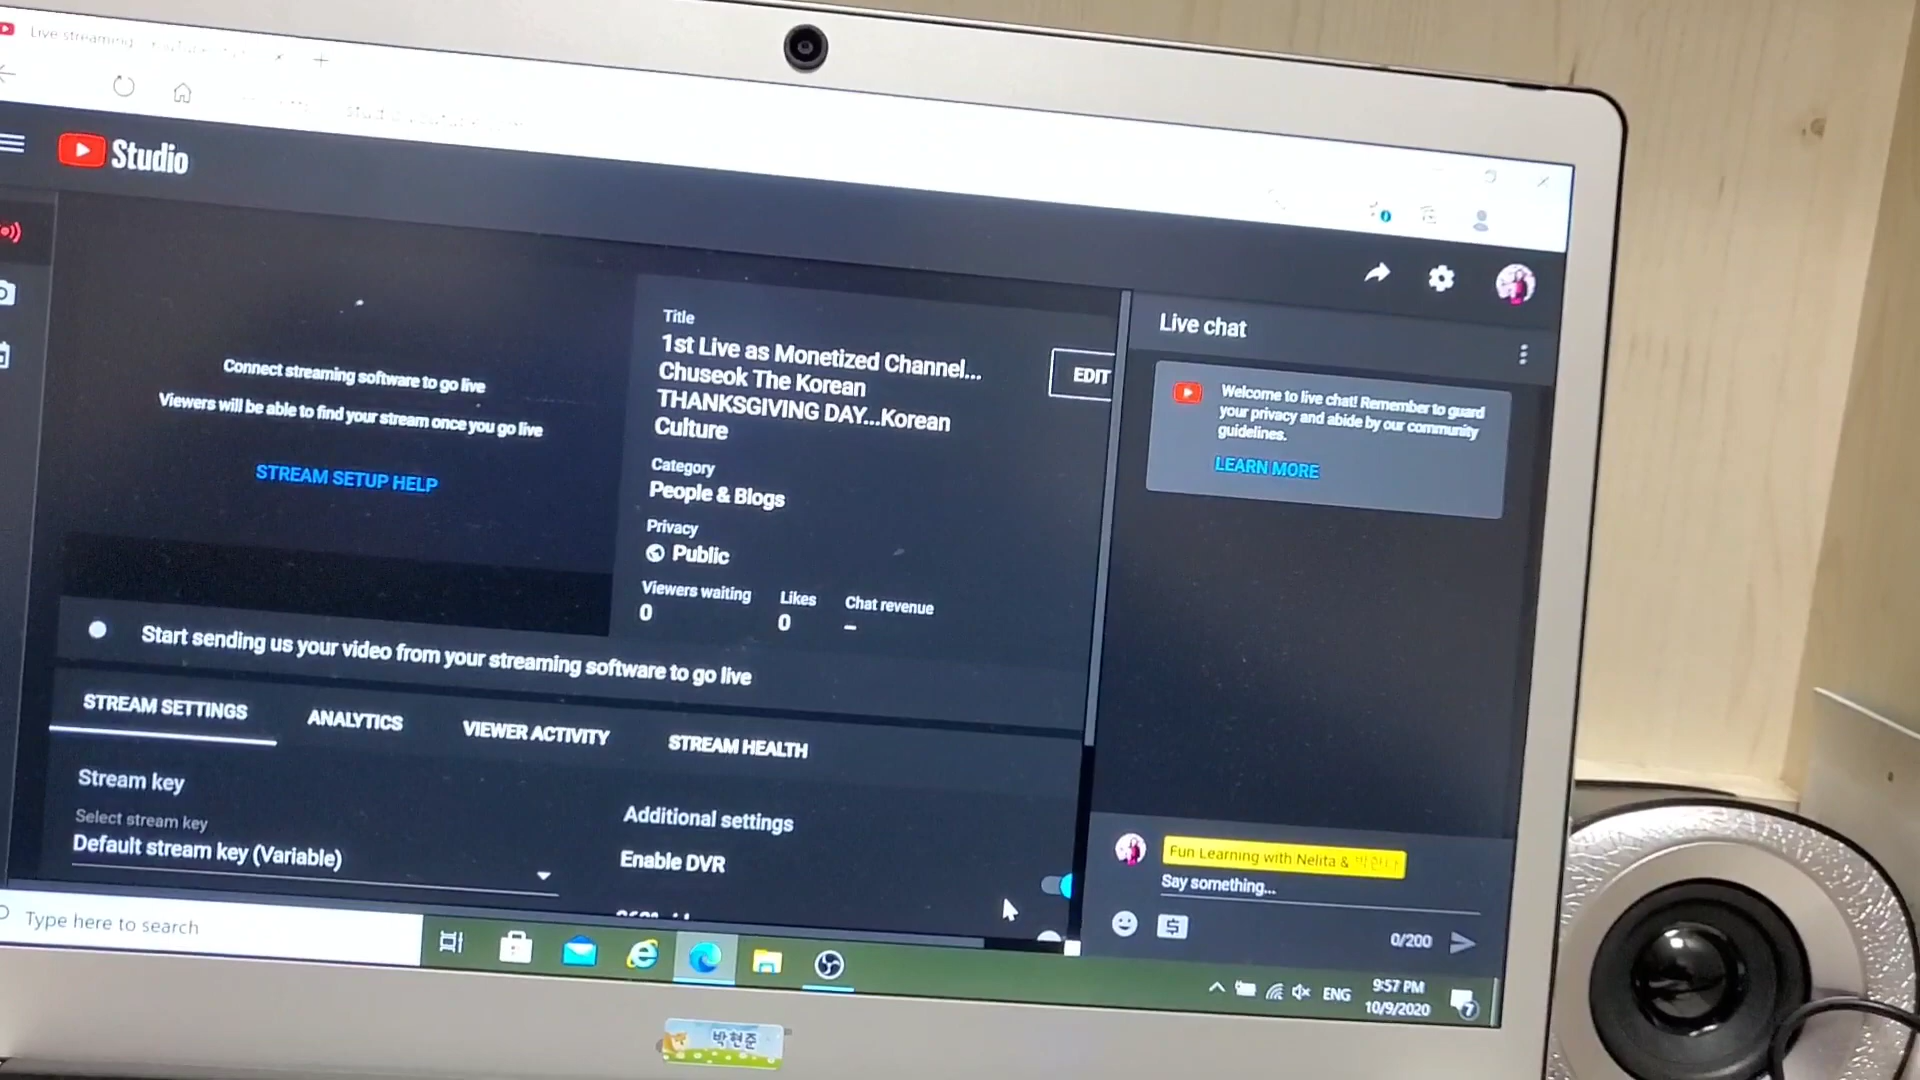 Live streaming
Studio
Connect streaming software to go live
Viewers will be able to find your stream once you go live
STREAM SETUP HELP
Title
1st Live as Monetized Channel...
Chuseok The Korean
THANKSGIVING DAY...Korean
Culture
EDIT
Category
People & Blogs
Privacy
Public
Viewers waiting
0
Likes
0
Chat revenue
–
Start sending us your video from your streaming software to go live
STREAM SETTINGS
ANALYTICS
VIEWER ACTIVITY
STREAM HEALTH
Stream key
Select stream key
Default stream key (Variable)
Additional settings
Enable DVR
Live chat
Welcome to live chat! Remember to guard
your privacy and abide by our community
guidelines.
LEARN MORE
Fun Learning with Nelita &
Say something...
0/200
Type here to search
ENG
9:57 PM
10/9/2020
7
박현준